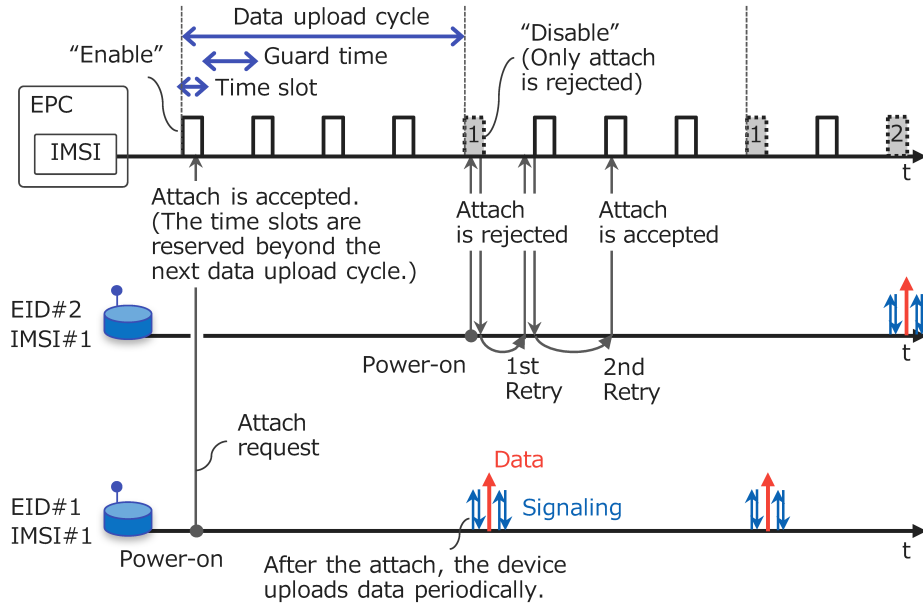 Data upload cycle
“Enable”
Guard time
Time slot
“Disable”
(Only attach
is rejected)
EPC
IMSI
1
1
2
t
Attach is accepted.
(The time slots are
reserved beyond the
next data upload cycle.)
Attach
is rejected
Attach
is accepted
EID#2
IMSI#1
Power-on
1st
Retry
2nd
Retry
t
Attach
request
Data
Signaling
EID#1
IMSI#1
Power-on
t
After the attach, the device
uploads data periodically.